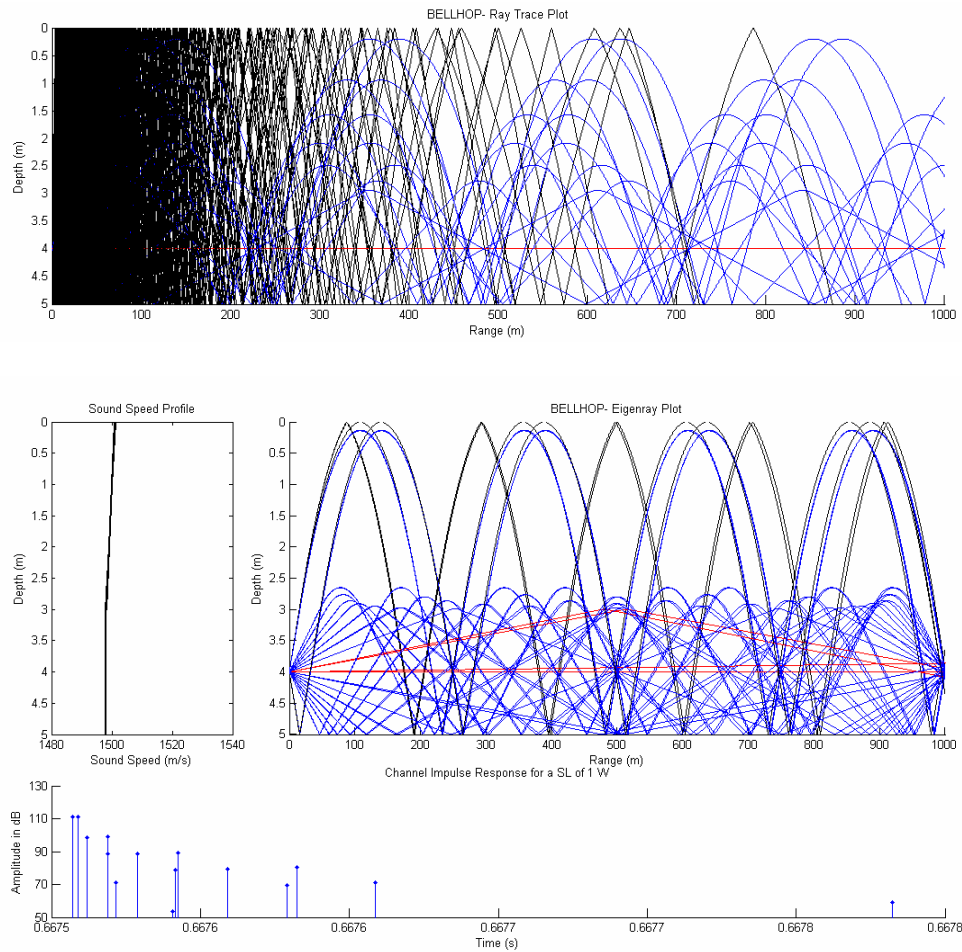 BELLHOP- Ray Trace Plot
0
0.5
1
1.5
2
2.5
3
3.5
4
4.5
5
Depth (m)
0 100 200 300 400 500 600 700 800 900 1000
Range (m)
Sound Speed Profile
0
0.5
1
1.5
2
2.5
3
3.5
4
4.5
5
Depth (m)
1480 1500 1520 1540
Sound Speed (m/s)
BELLHOP- Eigenray Plot
0
0.5
1
1.5
2
2.5
3
3.5
4
4.5
5
Depth (m)
0 100 200 300 400 500 600 700 800 900 1000
Range (m)
Channel Impulse Response for a SL of 1 W
130
110
90
70
50
Amplitude in dB
0.6675 0.6676 0.6676 0.6677 0.6677 0.6678 0.6678
Time (s)